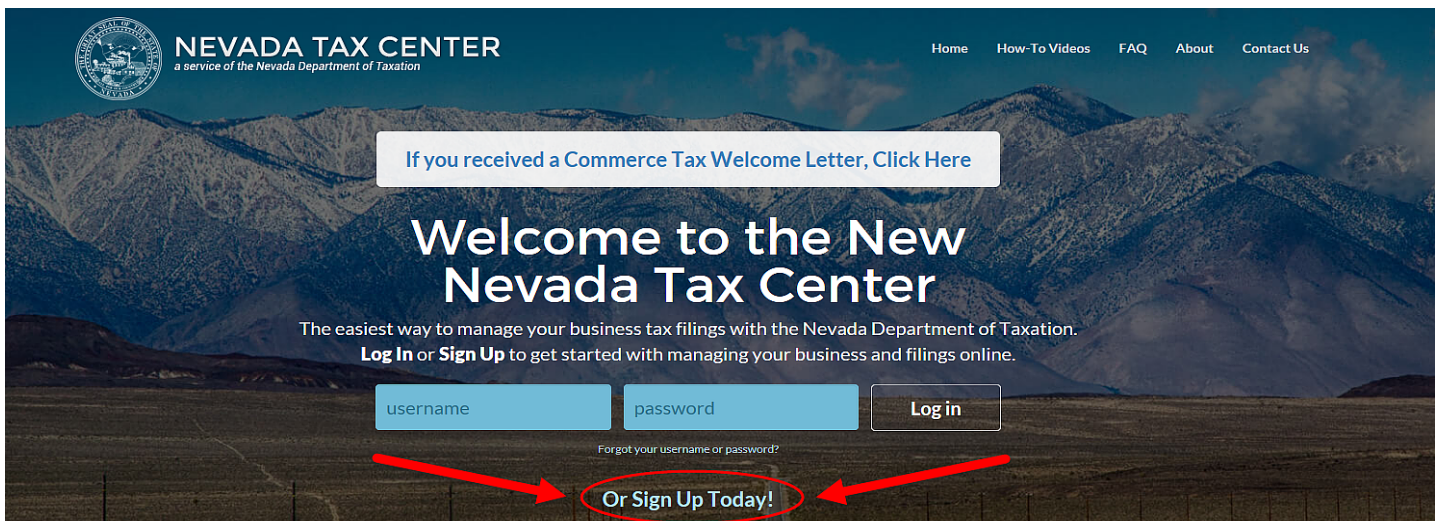 NEVADA TAX CENTER
a service of the Nevada Department of Taxation
Home How-To Videos FAQ About Contact Us
If you received a Commerce Tax Welcome Letter, Click Here
Welcome to the New
Nevada Tax Center
The easiest way to manage your business tax filings with the Nevada Department of Taxation.
Log In or Sign Up to get started with managing your business and filings online.
username password Log in
Forgot your username or password?
Or Sign Up Today!